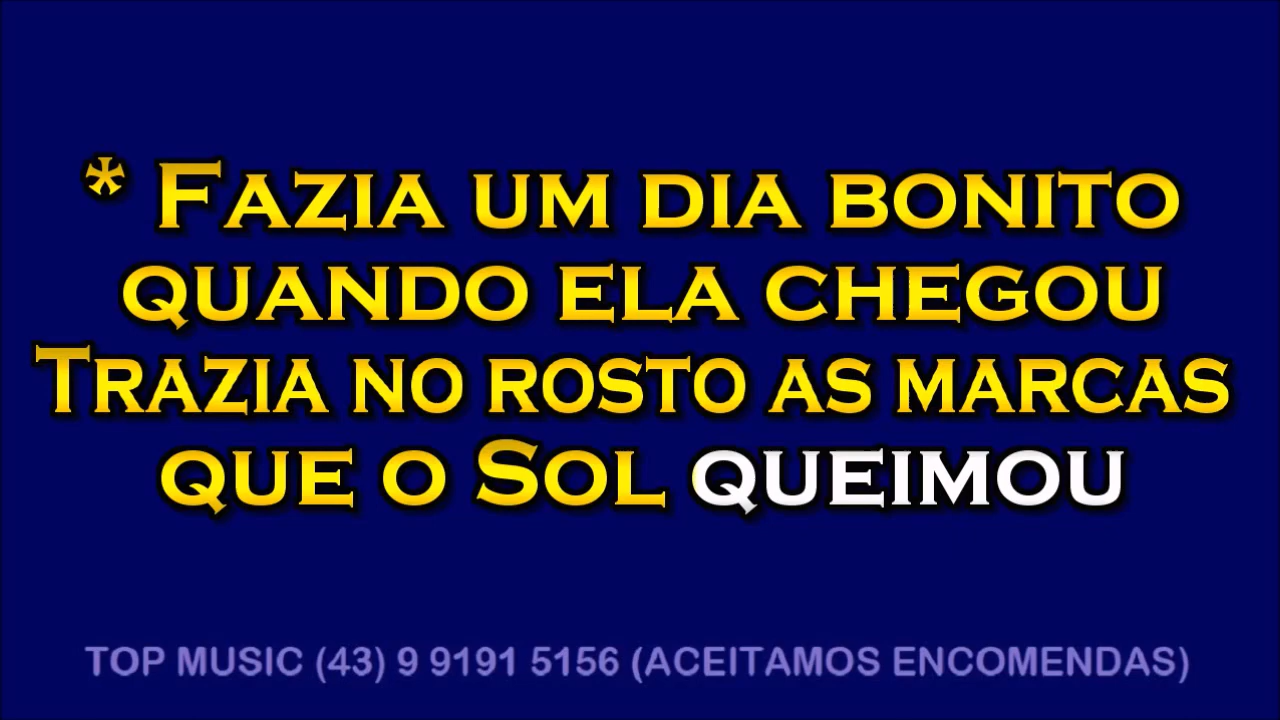 * Fazia um dia bonito
quando ela chegou
Trazia no rosto as marcas
que o Sol queimou
TOP MUSIC (43) 9 9191 5156 (ACEITAMOS ENCOMENDAS)